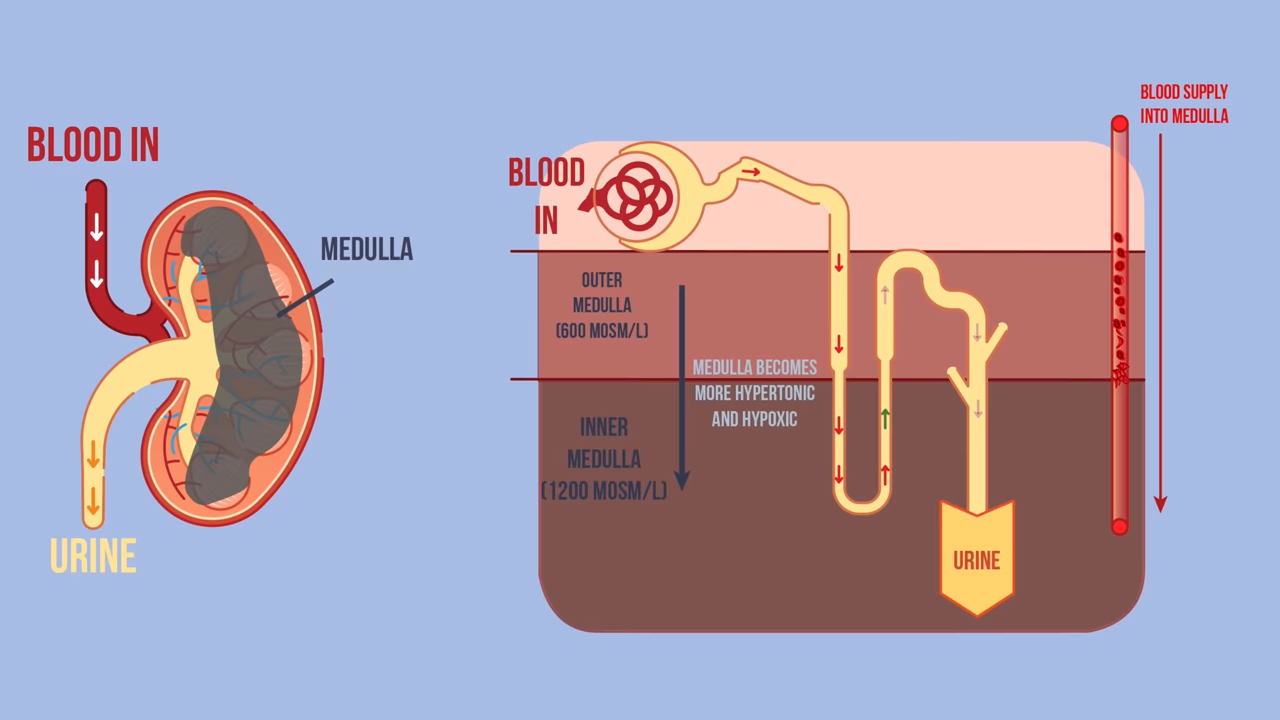 BLOOD IN
MEDULLA
URINE
BLOOD
IN
OUTER
MEDULLA
(600 MOSM/L)
MEDULLA BECOMES
MORE HYPERTONIC
AND HYPOXIC
INNER
MEDULLA
(1200 MOSM/L)
URINE
BLOOD SUPPLY
INTO MEDULLA